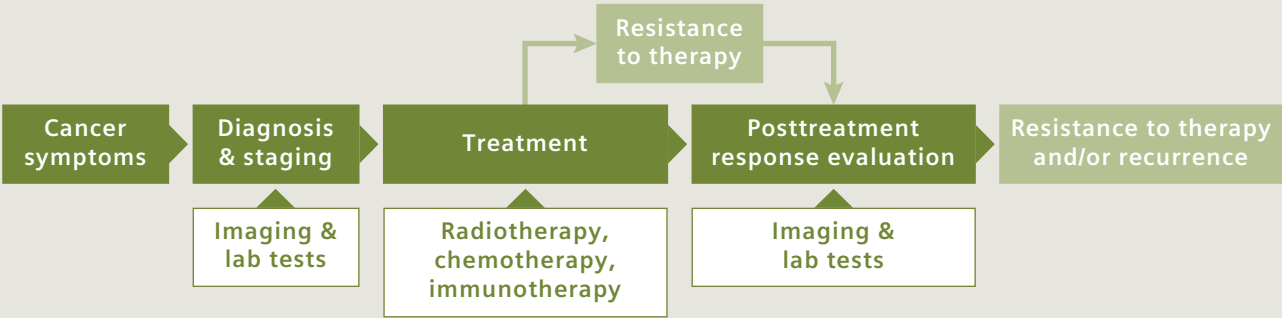 Resistance
to therapy
Cancer
symptoms
Diagnosis
& staging
Treatment
Posttreatment
response evaluation
Resistance to therapy
and/or recurrence
Imaging &
lab tests
Radiotherapy,
chemotherapy,
immunotherapy
Imaging &
lab tests